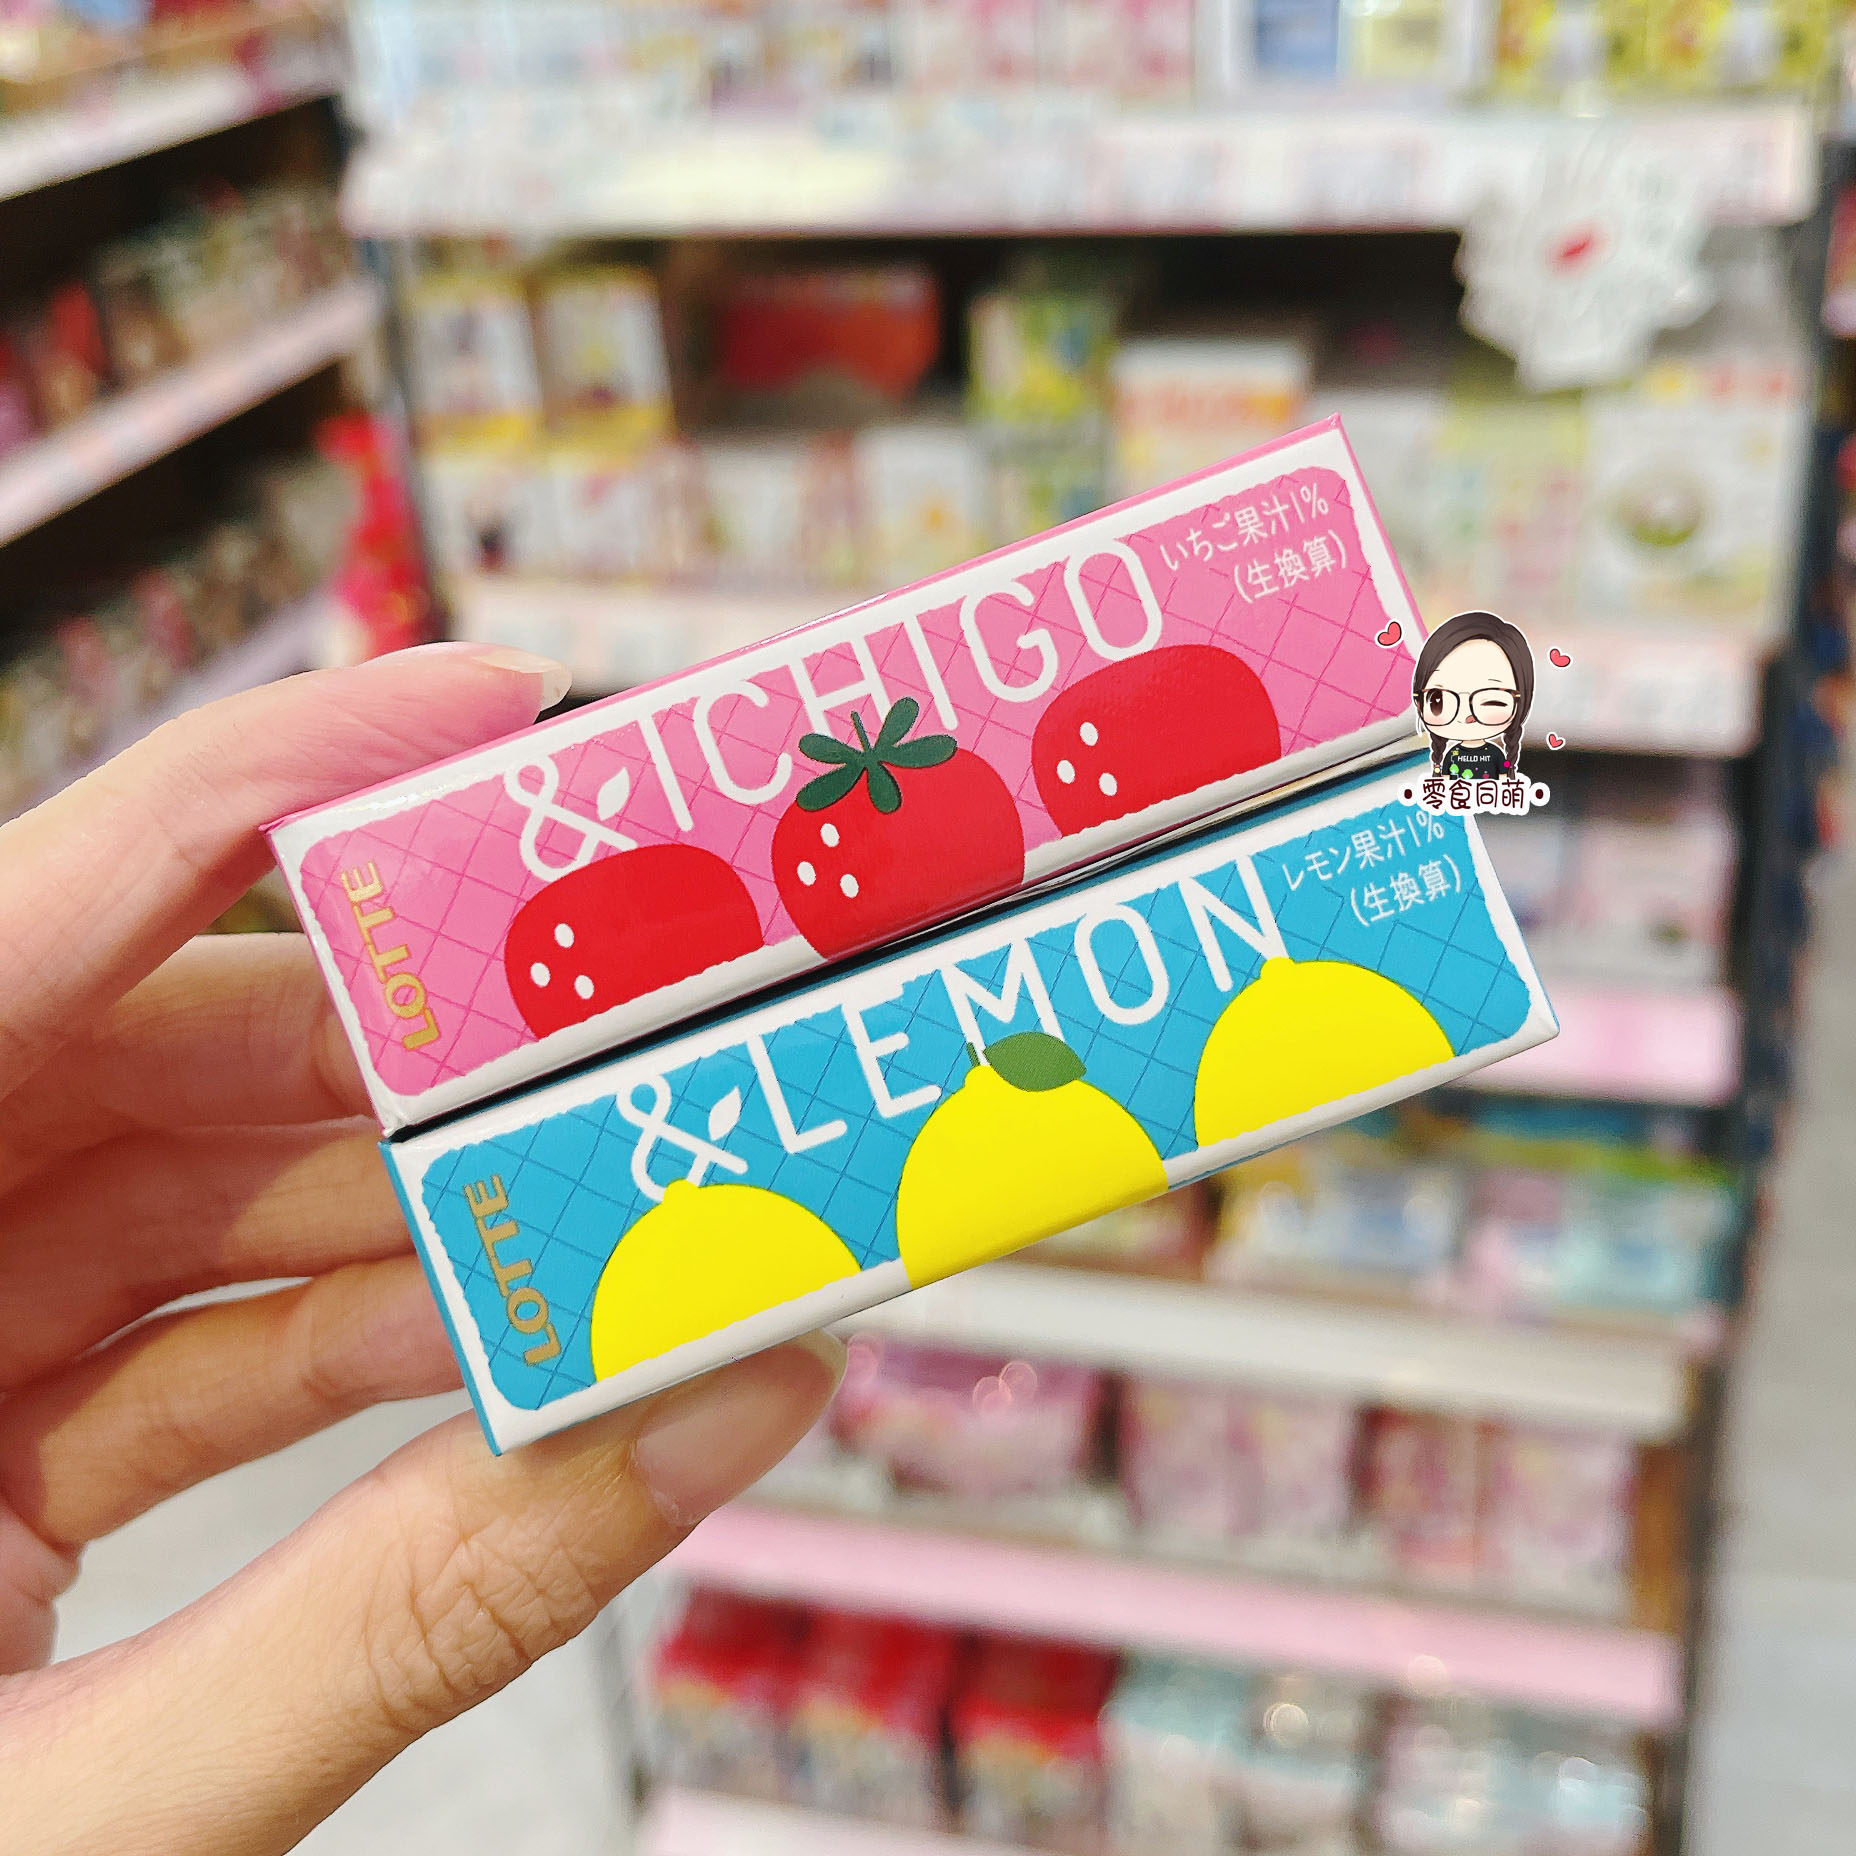 &ICHIGO
いちご果汁1%
(生換算)
LOTTE
HELLO HIT
零食同萌
&LEMON
レモン果汁1%
(生換算)
LOTTE